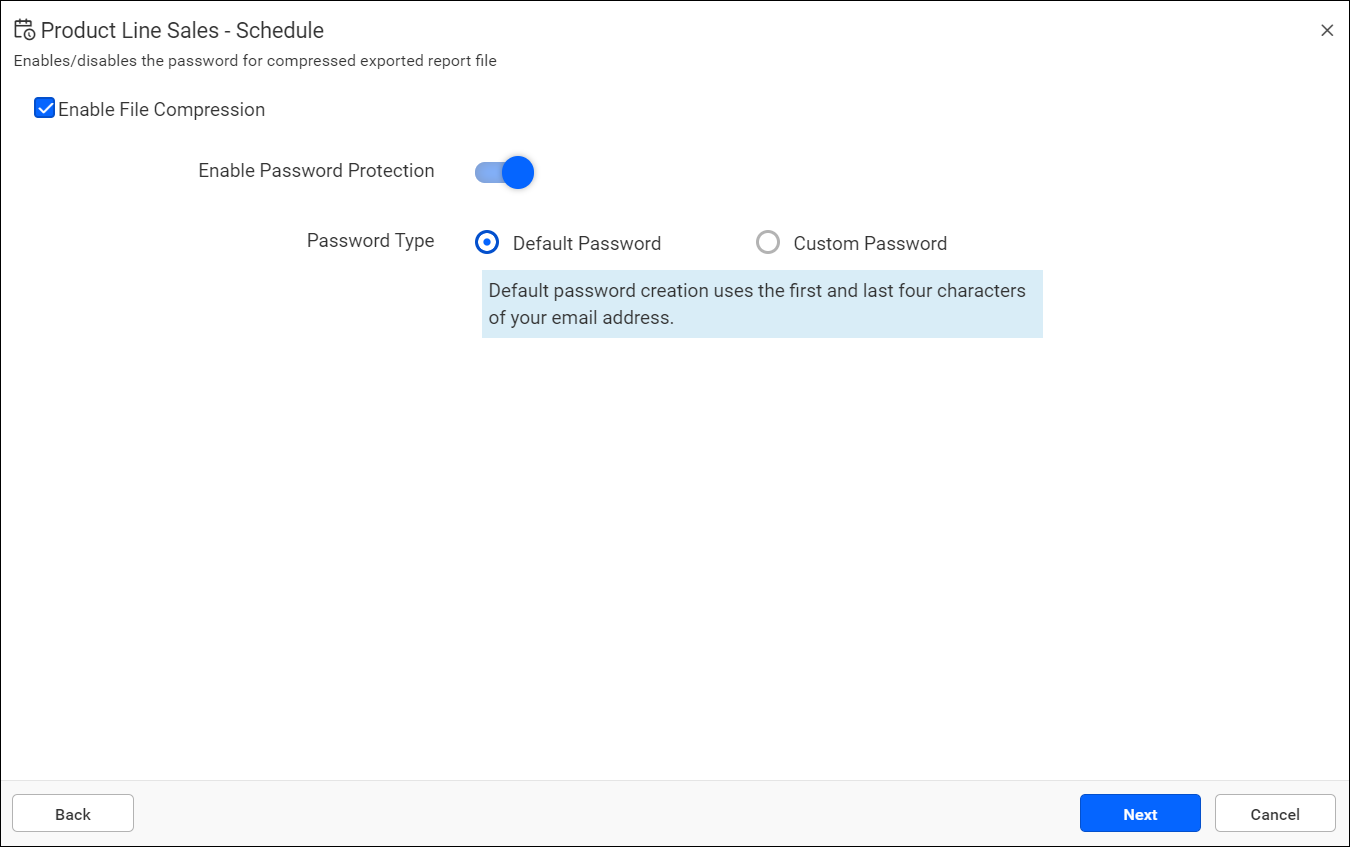 Product Line Sales - Schedule
Enables/disables the password for compressed exported report file
Enable File Compression
Enable Password Protection
Password Type
Default Password
Custom Password
Default password creation uses the first and last four characters
of your email address.
Back
Next
Cancel